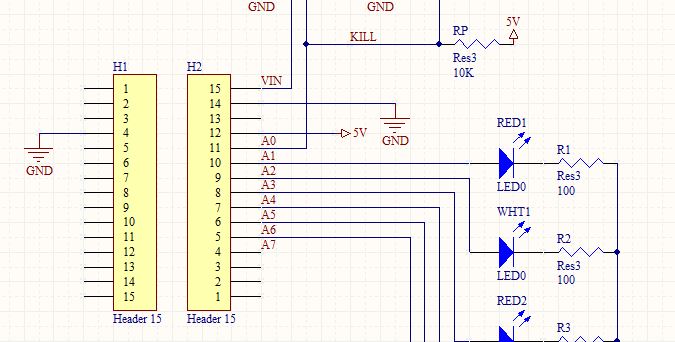 GND
GND
KILL
RP
Res3
10K
5V
H1
H2
1
2
3
4
5
6
7
8
9
10
11
12
13
14
15
Header 15
GND
15
14
13
12
11
10
9
8
7
6
5
4
3
2
1
Header 15
VIN
GND
5V
A0
A1
A2
A3
A4
A5
A6
A7
RED1
LED0
R1
Res3
100
WHT1
LED0
R2
Res3
100
RED2
R3